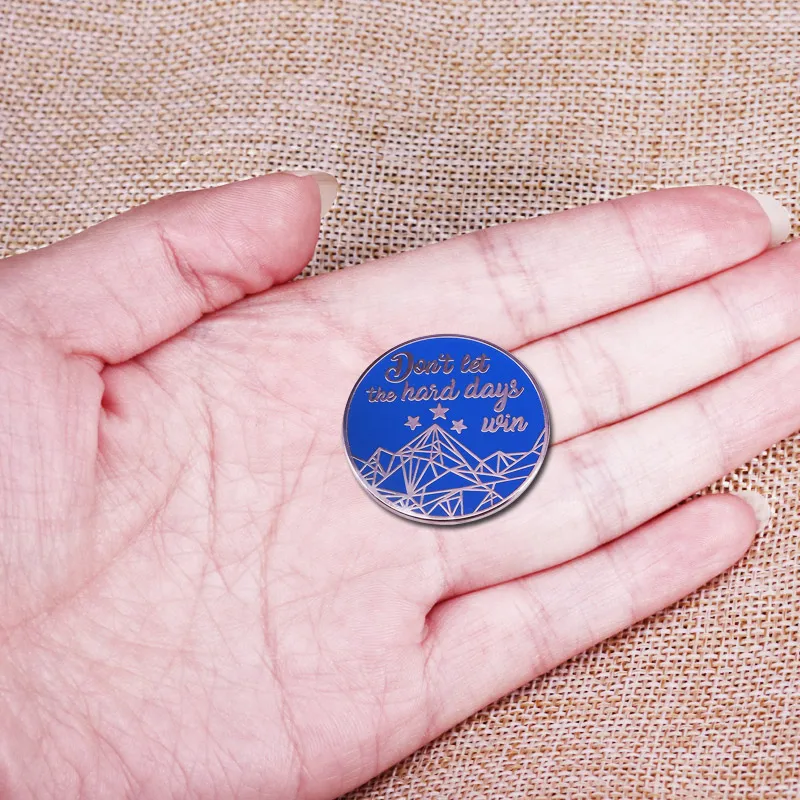 Don't let
the hard days
win